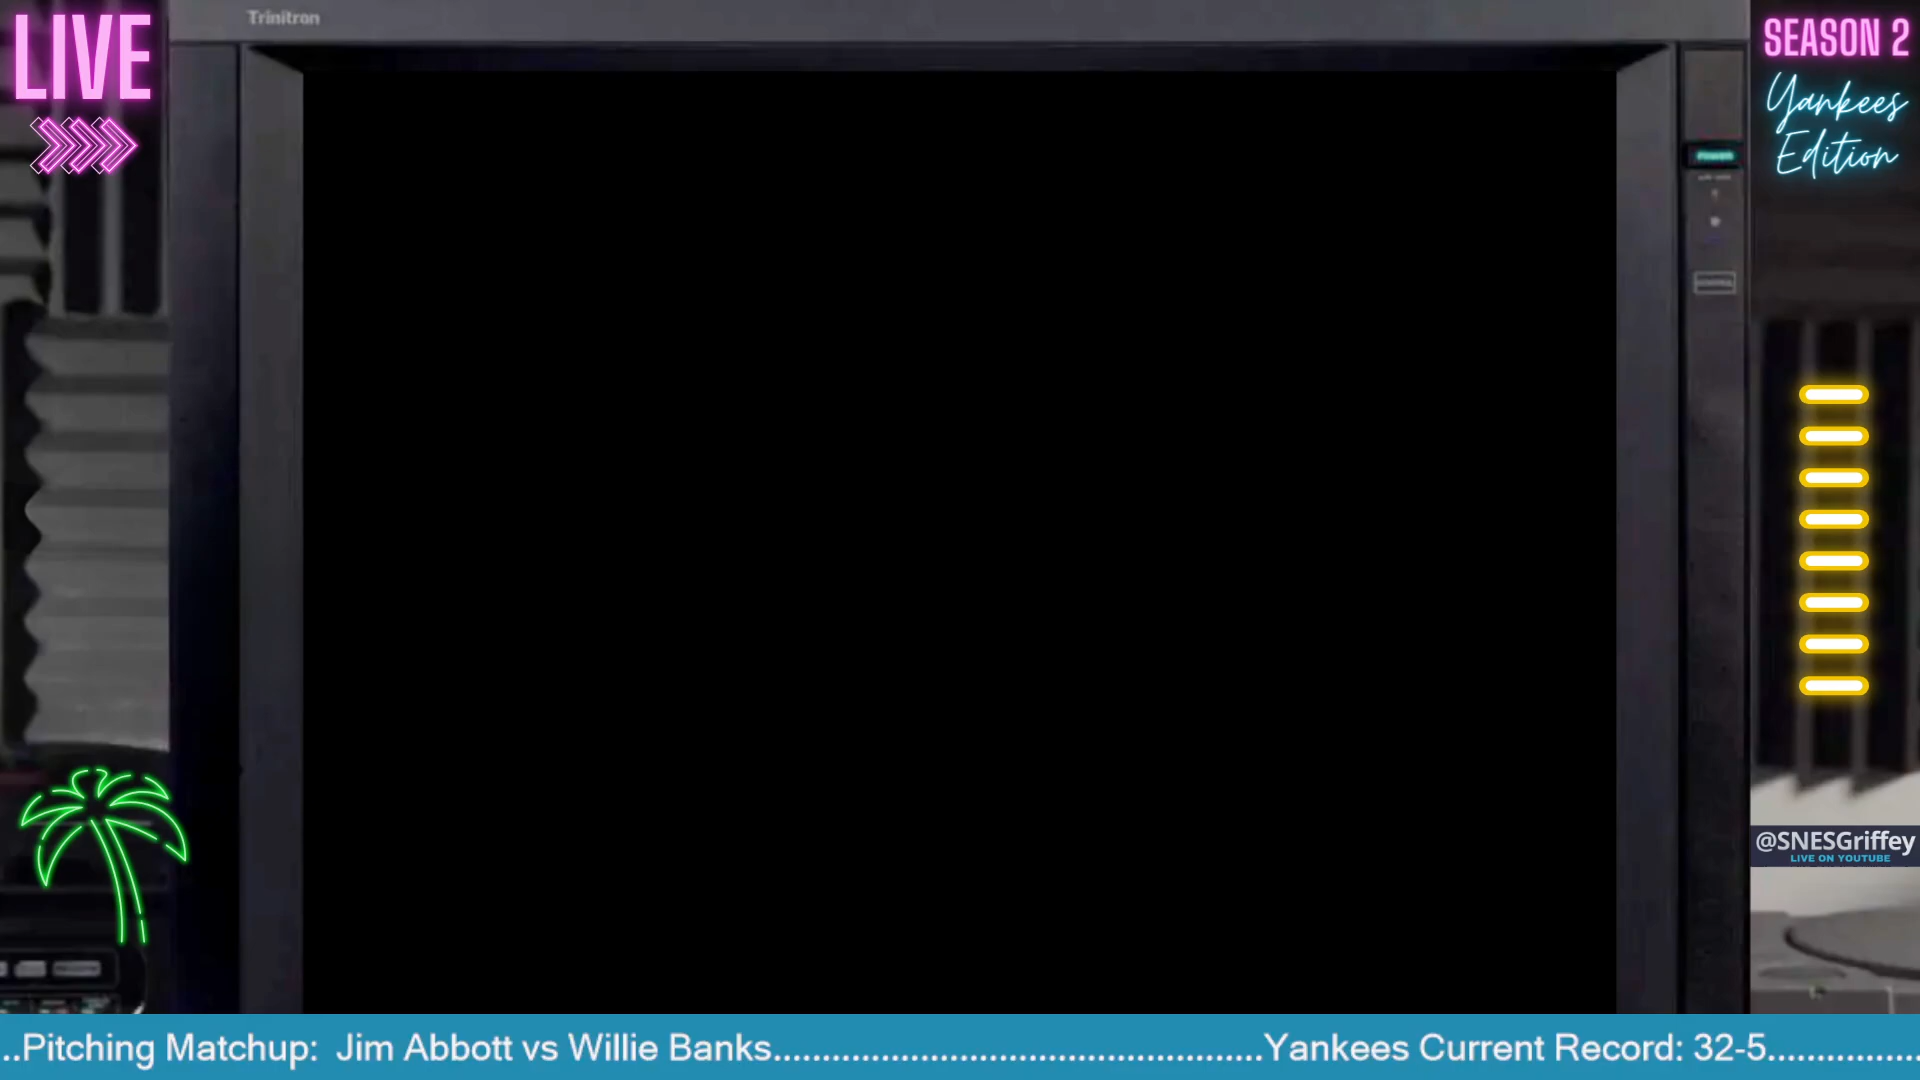 Trinitron
LIVE
SEASON 2
Yankees
Edition
POWER
@SNESGriffey
LIVE ON YOUTUBE
..Pitching Matchup:  Jim Abbott vs Willie Banks.................................................Yankees Current Record: 32-5................